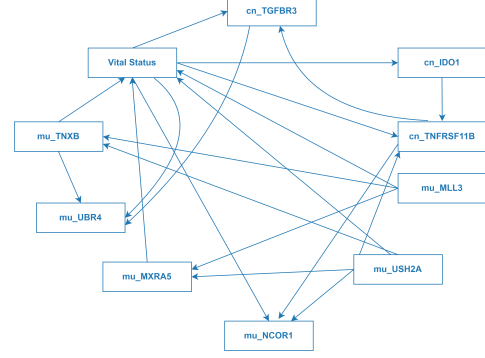 cn_TGFBR3
Vital Status
cn_IDO1
mu_TNXB
cn_TNFRSF11B
mu_MLL3
mu_UBR4
mu_MXRA5
mu_USH2A
mu_NCOR1